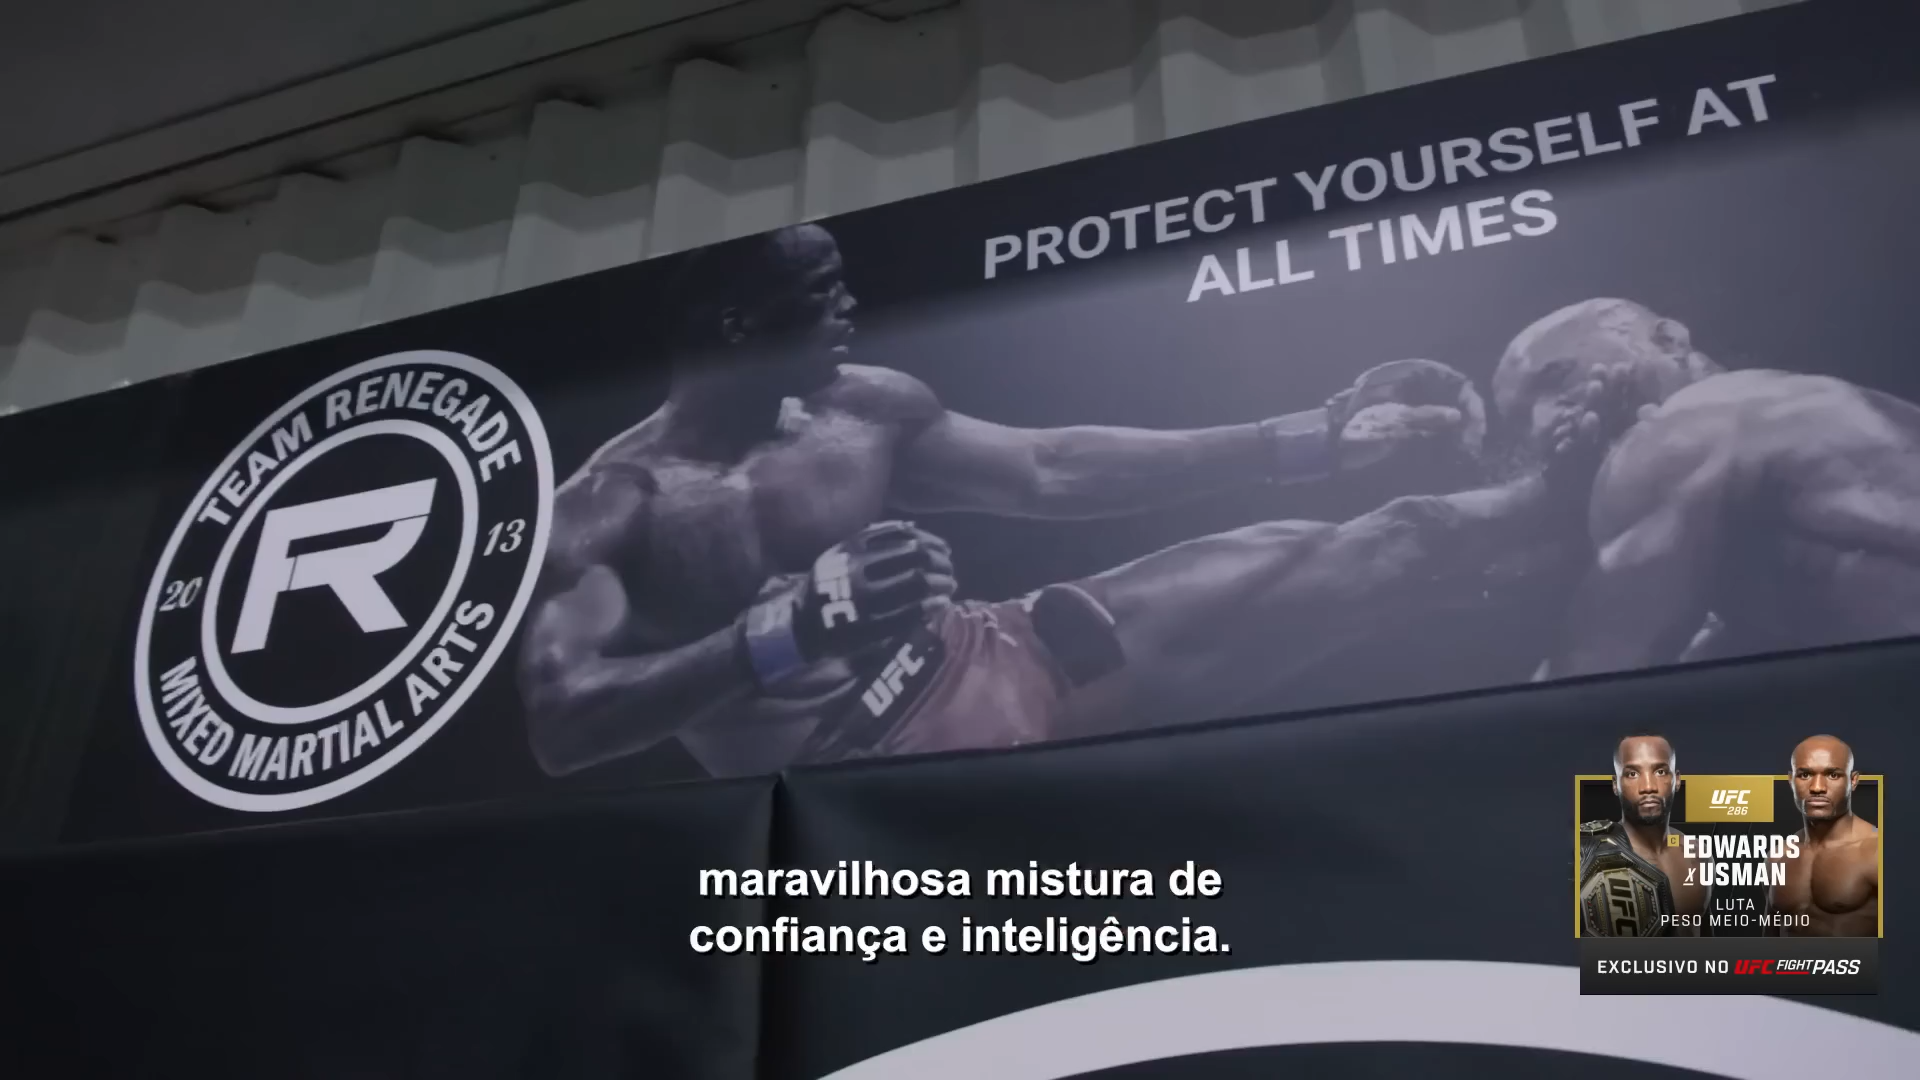 PROTECT YOURSELF AT
ALL TIMES
TEAM RENEGADE
R
20 13
MIXED MARTIAL ARTS
UFC
UFC
maravilhosa mistura de
confiança e inteligência.
UFC
286
C EDWARDS
X USMAN
UFC
LUTA
PESO MEIO-MÉDIO
EXCLUSIVO NO UFC FIGHT PASS